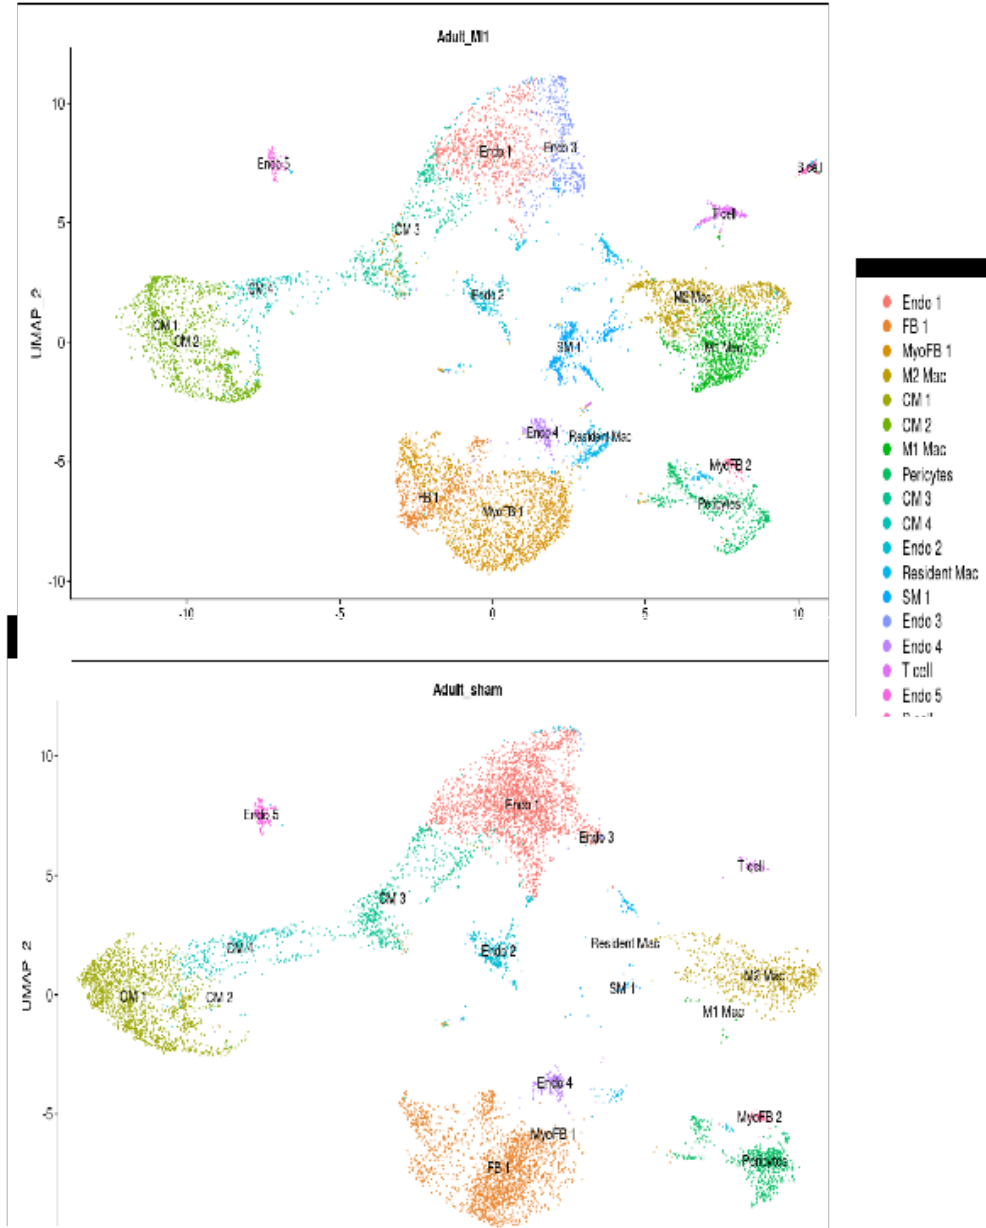 Adult_MI1
UMAP_2
10
5
0
-5
-10
-10
-5
0
5
10
Endo 5
Endo 1
Endo 3
B cell
T cell
CM 3
CM 4
Endo 2
M2 Mac
CM 1
CM 2
SM 1
M1 Mac
Endo 4
Resident Mac
MyoFB 2
FB 1
MyoFB 1
Pericytes
Endo 1
FB 1
MyoFB 1
M2 Mac
CM 1
CM 2
M1 Mac
Pericytes
CM 3
CM 4
Endo 2
Resident Mac
SM 1
Endo 3
Endo 4
T cell
Endo 5
Adult_sham
UMAP_2
10
5
0
-5
Endo 1
Endo 5
Endo 3
T cell
CM 3
CM 4
Endo 2
Resident Mac
M2 Mac
CM 1
CM 2
SM 1
M1 Mac
Endo 4
MyoFB 2
MyoFB 1
FB 1
Pericytes